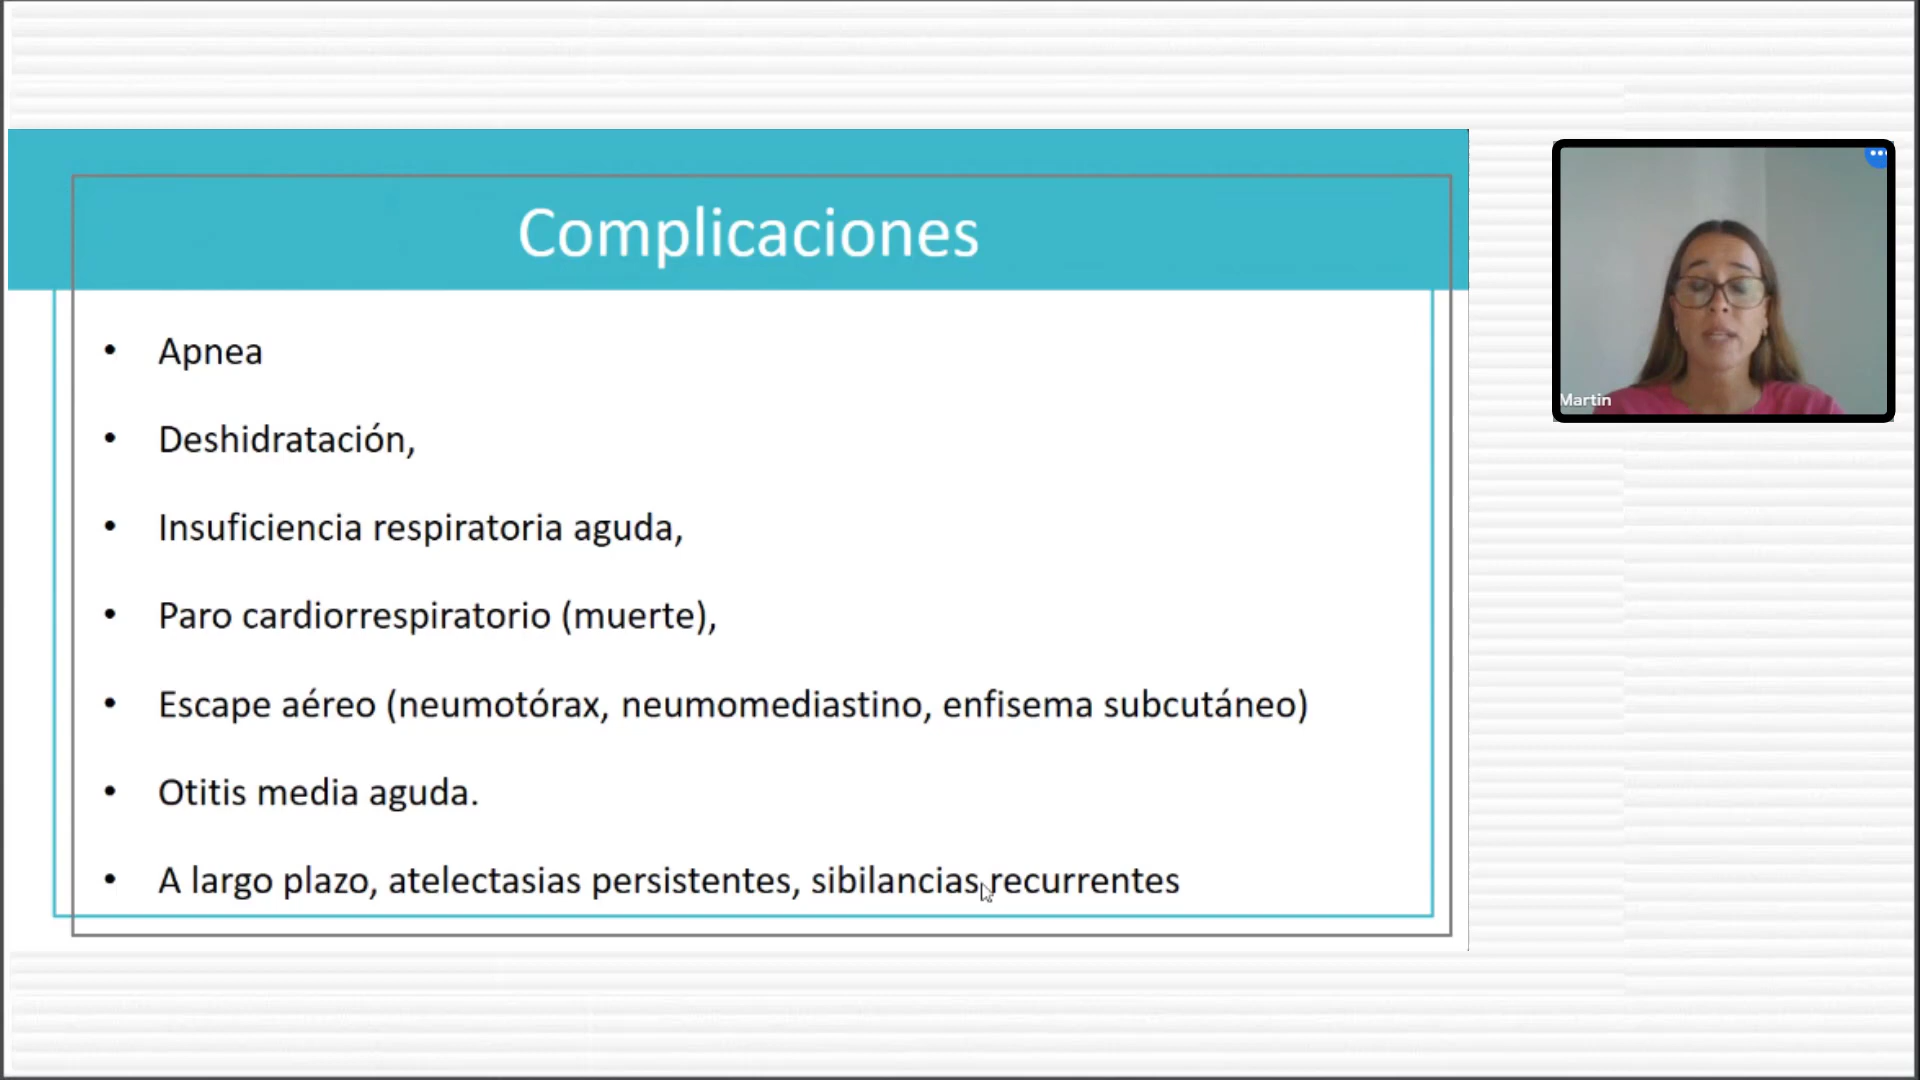 Complicaciones
• Apnea
• Deshidratación,
• Insuficiencia respiratoria aguda,
• Paro cardiorrespiratorio (muerte),
• Escape aéreo (neumotórax, neumomediastino, enfisema subcutáneo)
• Otitis media aguda.
• A largo plazo, atelectasias persistentes, sibilancias recurrentes
Martin